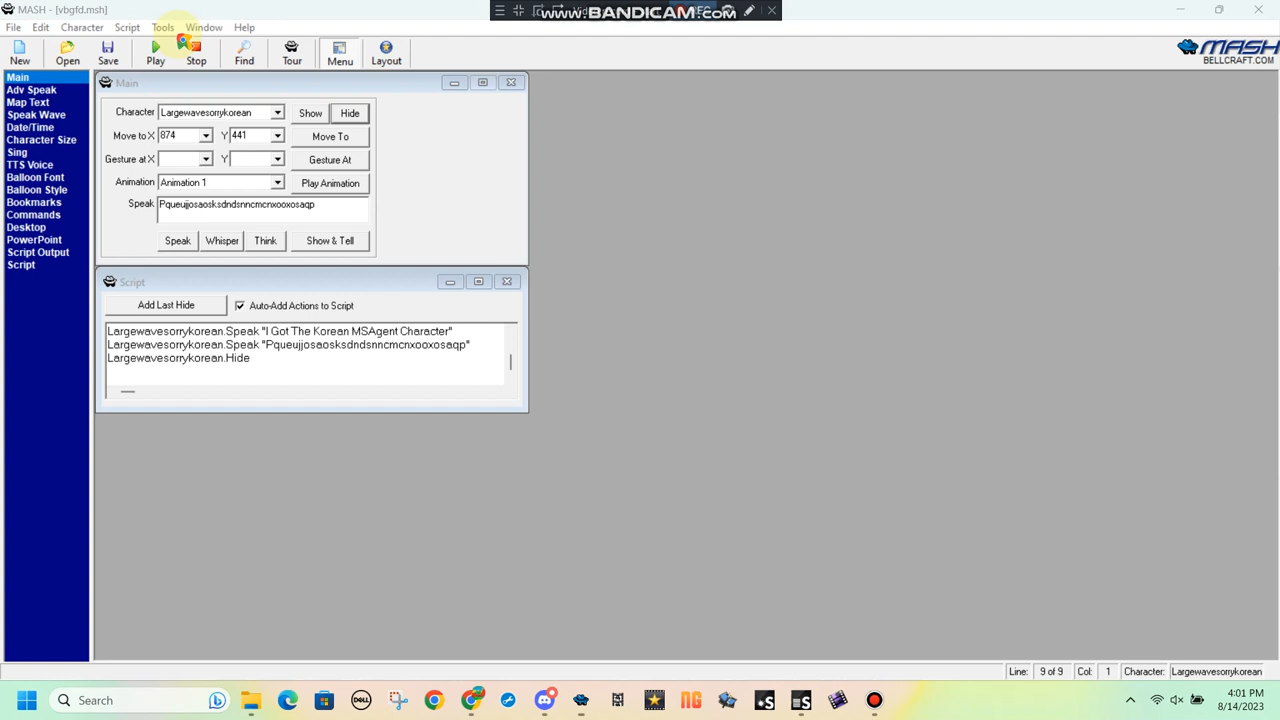 MASH - [vbgfd.msh]
www.BANDICAM.com
File Edit Character Script Tools Window Help
New Open Save Play Stop Find Tour Menu Layout
MASH
BELLCRAFT.COM
Main
Adv Speak
Map Text
Speak Wave
Date/Time
Character Size
Sing
TTS Voice
Balloon Font
Balloon Style
Bookmarks
Commands
Desktop
PowerPoint
Script Output
Script
Main
Character Largewavesorrykorean Show Hide
Move to X 874 Y 441 Move To
Gesture at X Y Gesture At
Animation Animation 1 Play Animation
Speak Pqueujjosaosksdndsnncmcnxooxosaqp
Speak Whisper Think Show & Tell
Script
Add Last Hide Auto-Add Actions to Script
Largewavesorrykorean.Speak "I Got The Korean MSAgent Character"
Largewavesorrykorean.Speak "Pqueujjosaosksdndsnncmcnxooxosaqp"
Largewavesorrykorean.Hide
Line: 9 of 9 Col: 1 Character: Largewavesorrykorean
Search
DELL
NG
4:01 PM
8/14/2023